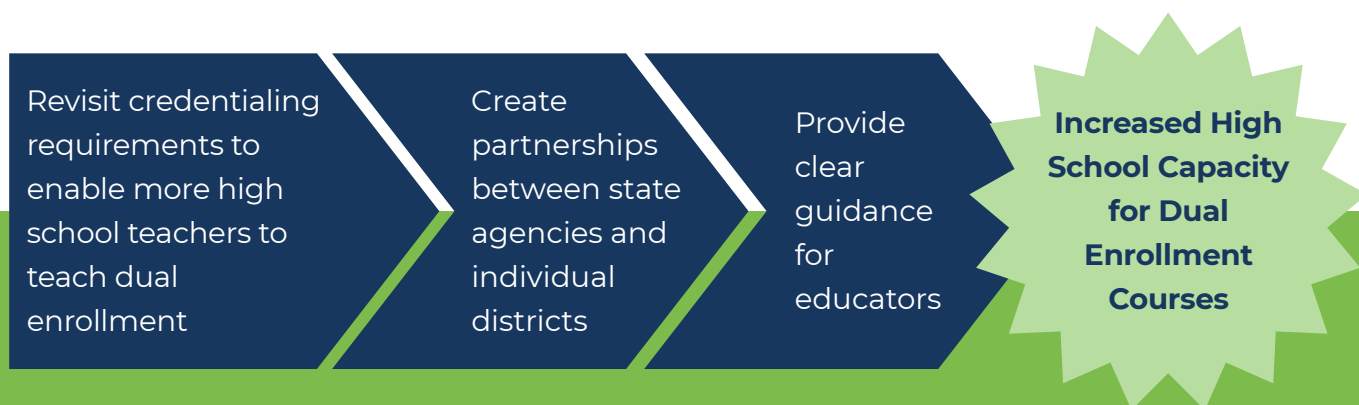 Revisit credentialing
requirements to
enable more high
school teachers to
teach dual
enrollment
Create
partnerships
between state
agencies and
individual
districts
Provide
clear
guidance
for
educators
Increased High
School Capacity
for Dual
Enrollment
Courses